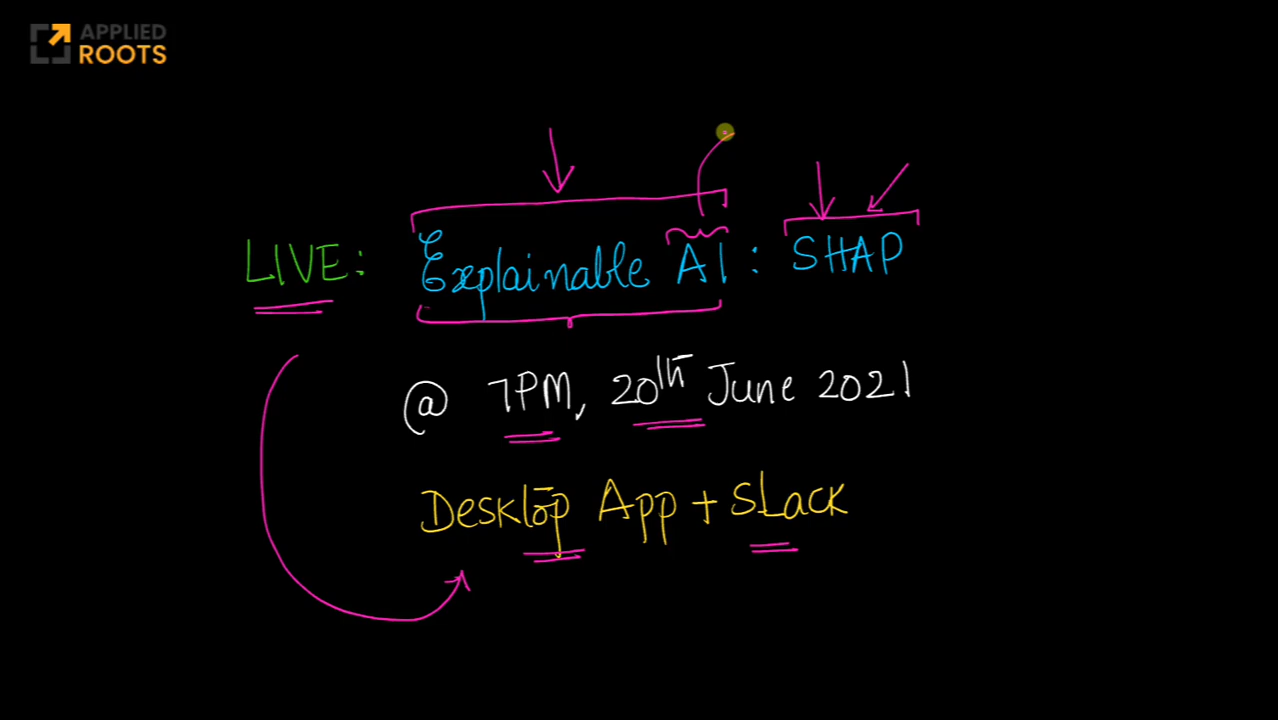 APPLIED
ROOTS
LIVE: Explainable AI : SHAP
@ 7PM, 20th June 2021
Desktop App + Slack